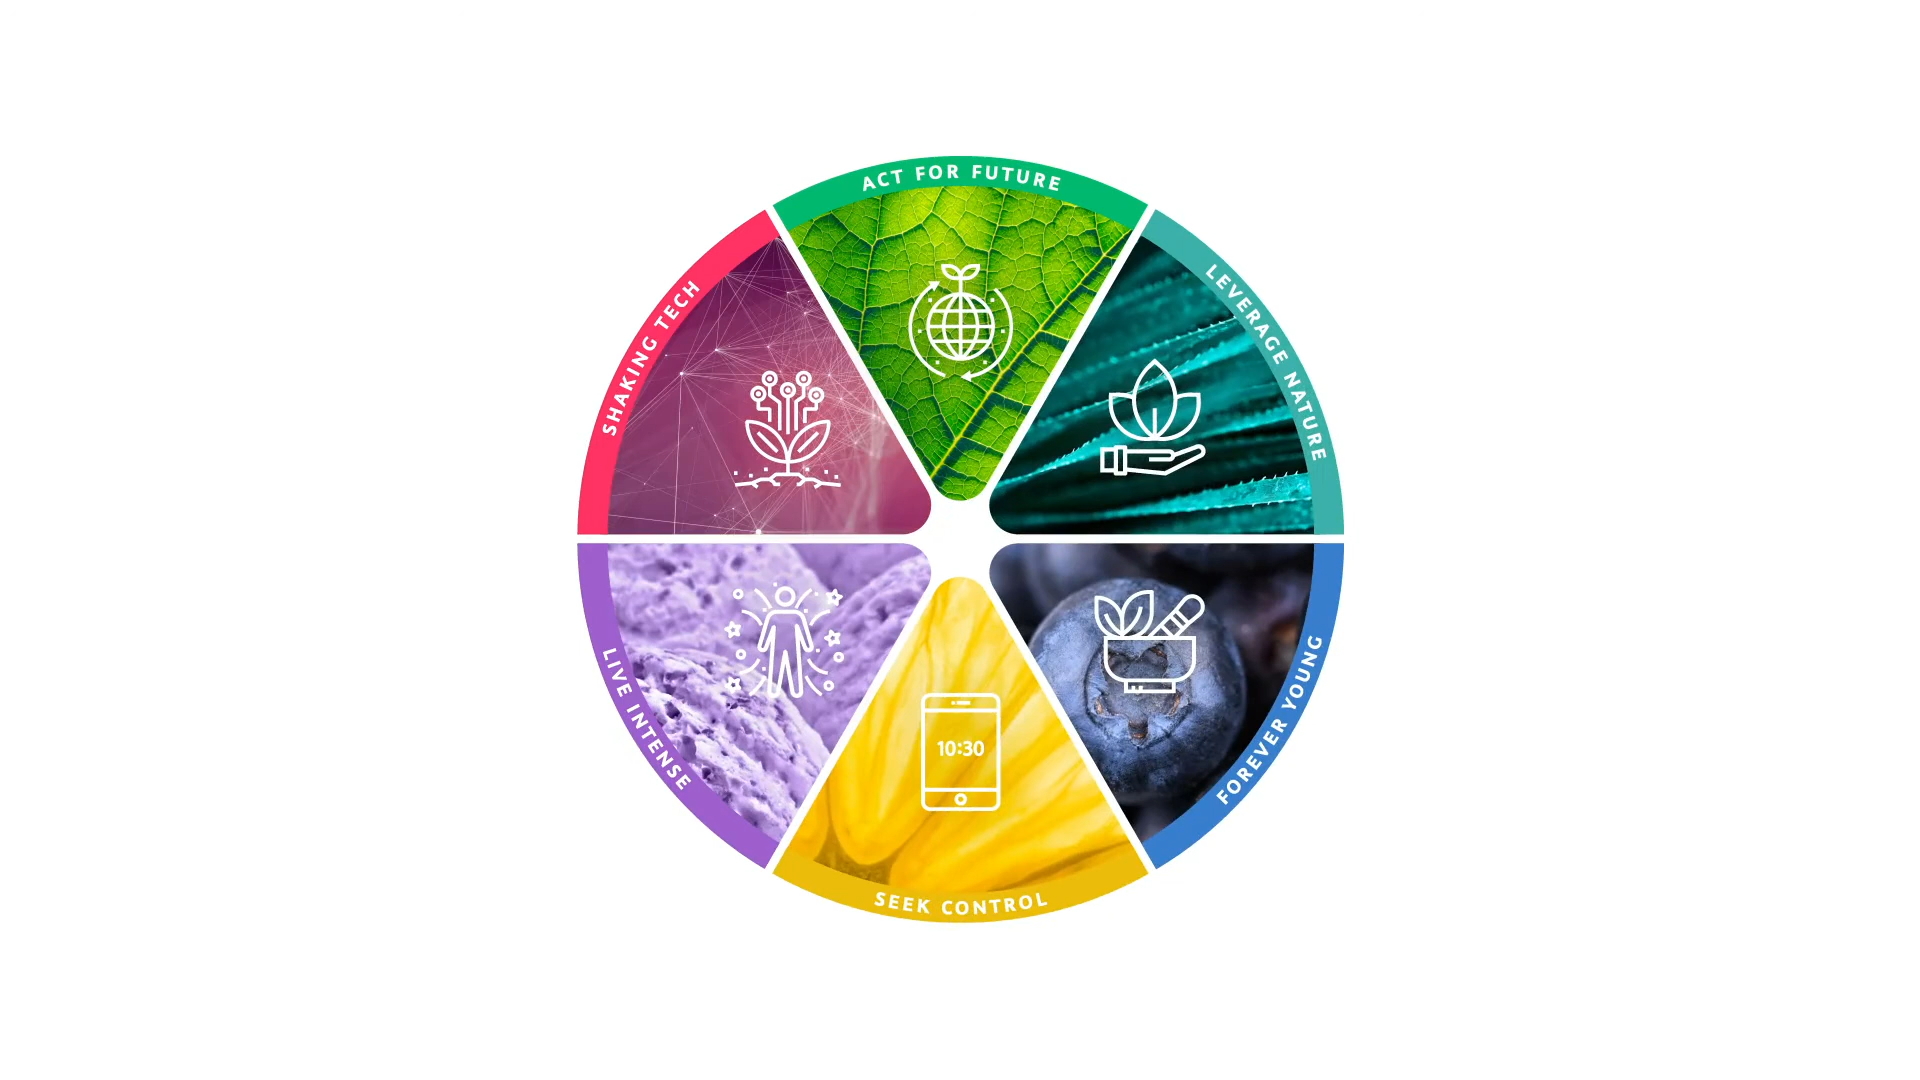 ACT FOR FUTURE
LEVERAGE NATURE
FOREVER YOUNG
SEEK CONTROL
10:30
LIVE INTENSE
SHAKING TECH